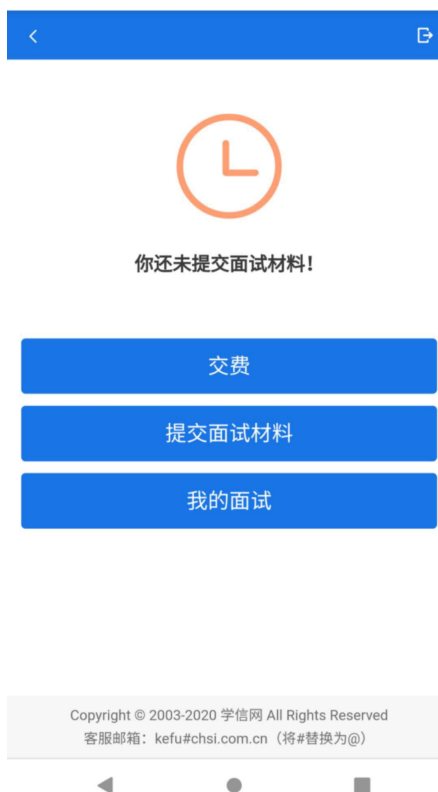 你还未提交面试材料！
交费
提交面试材料
我的面试
Copyright © 2003-2020 学信网 All Rights Reserved
客服邮箱：kefu#chsi.com.cn（将#替换为@）